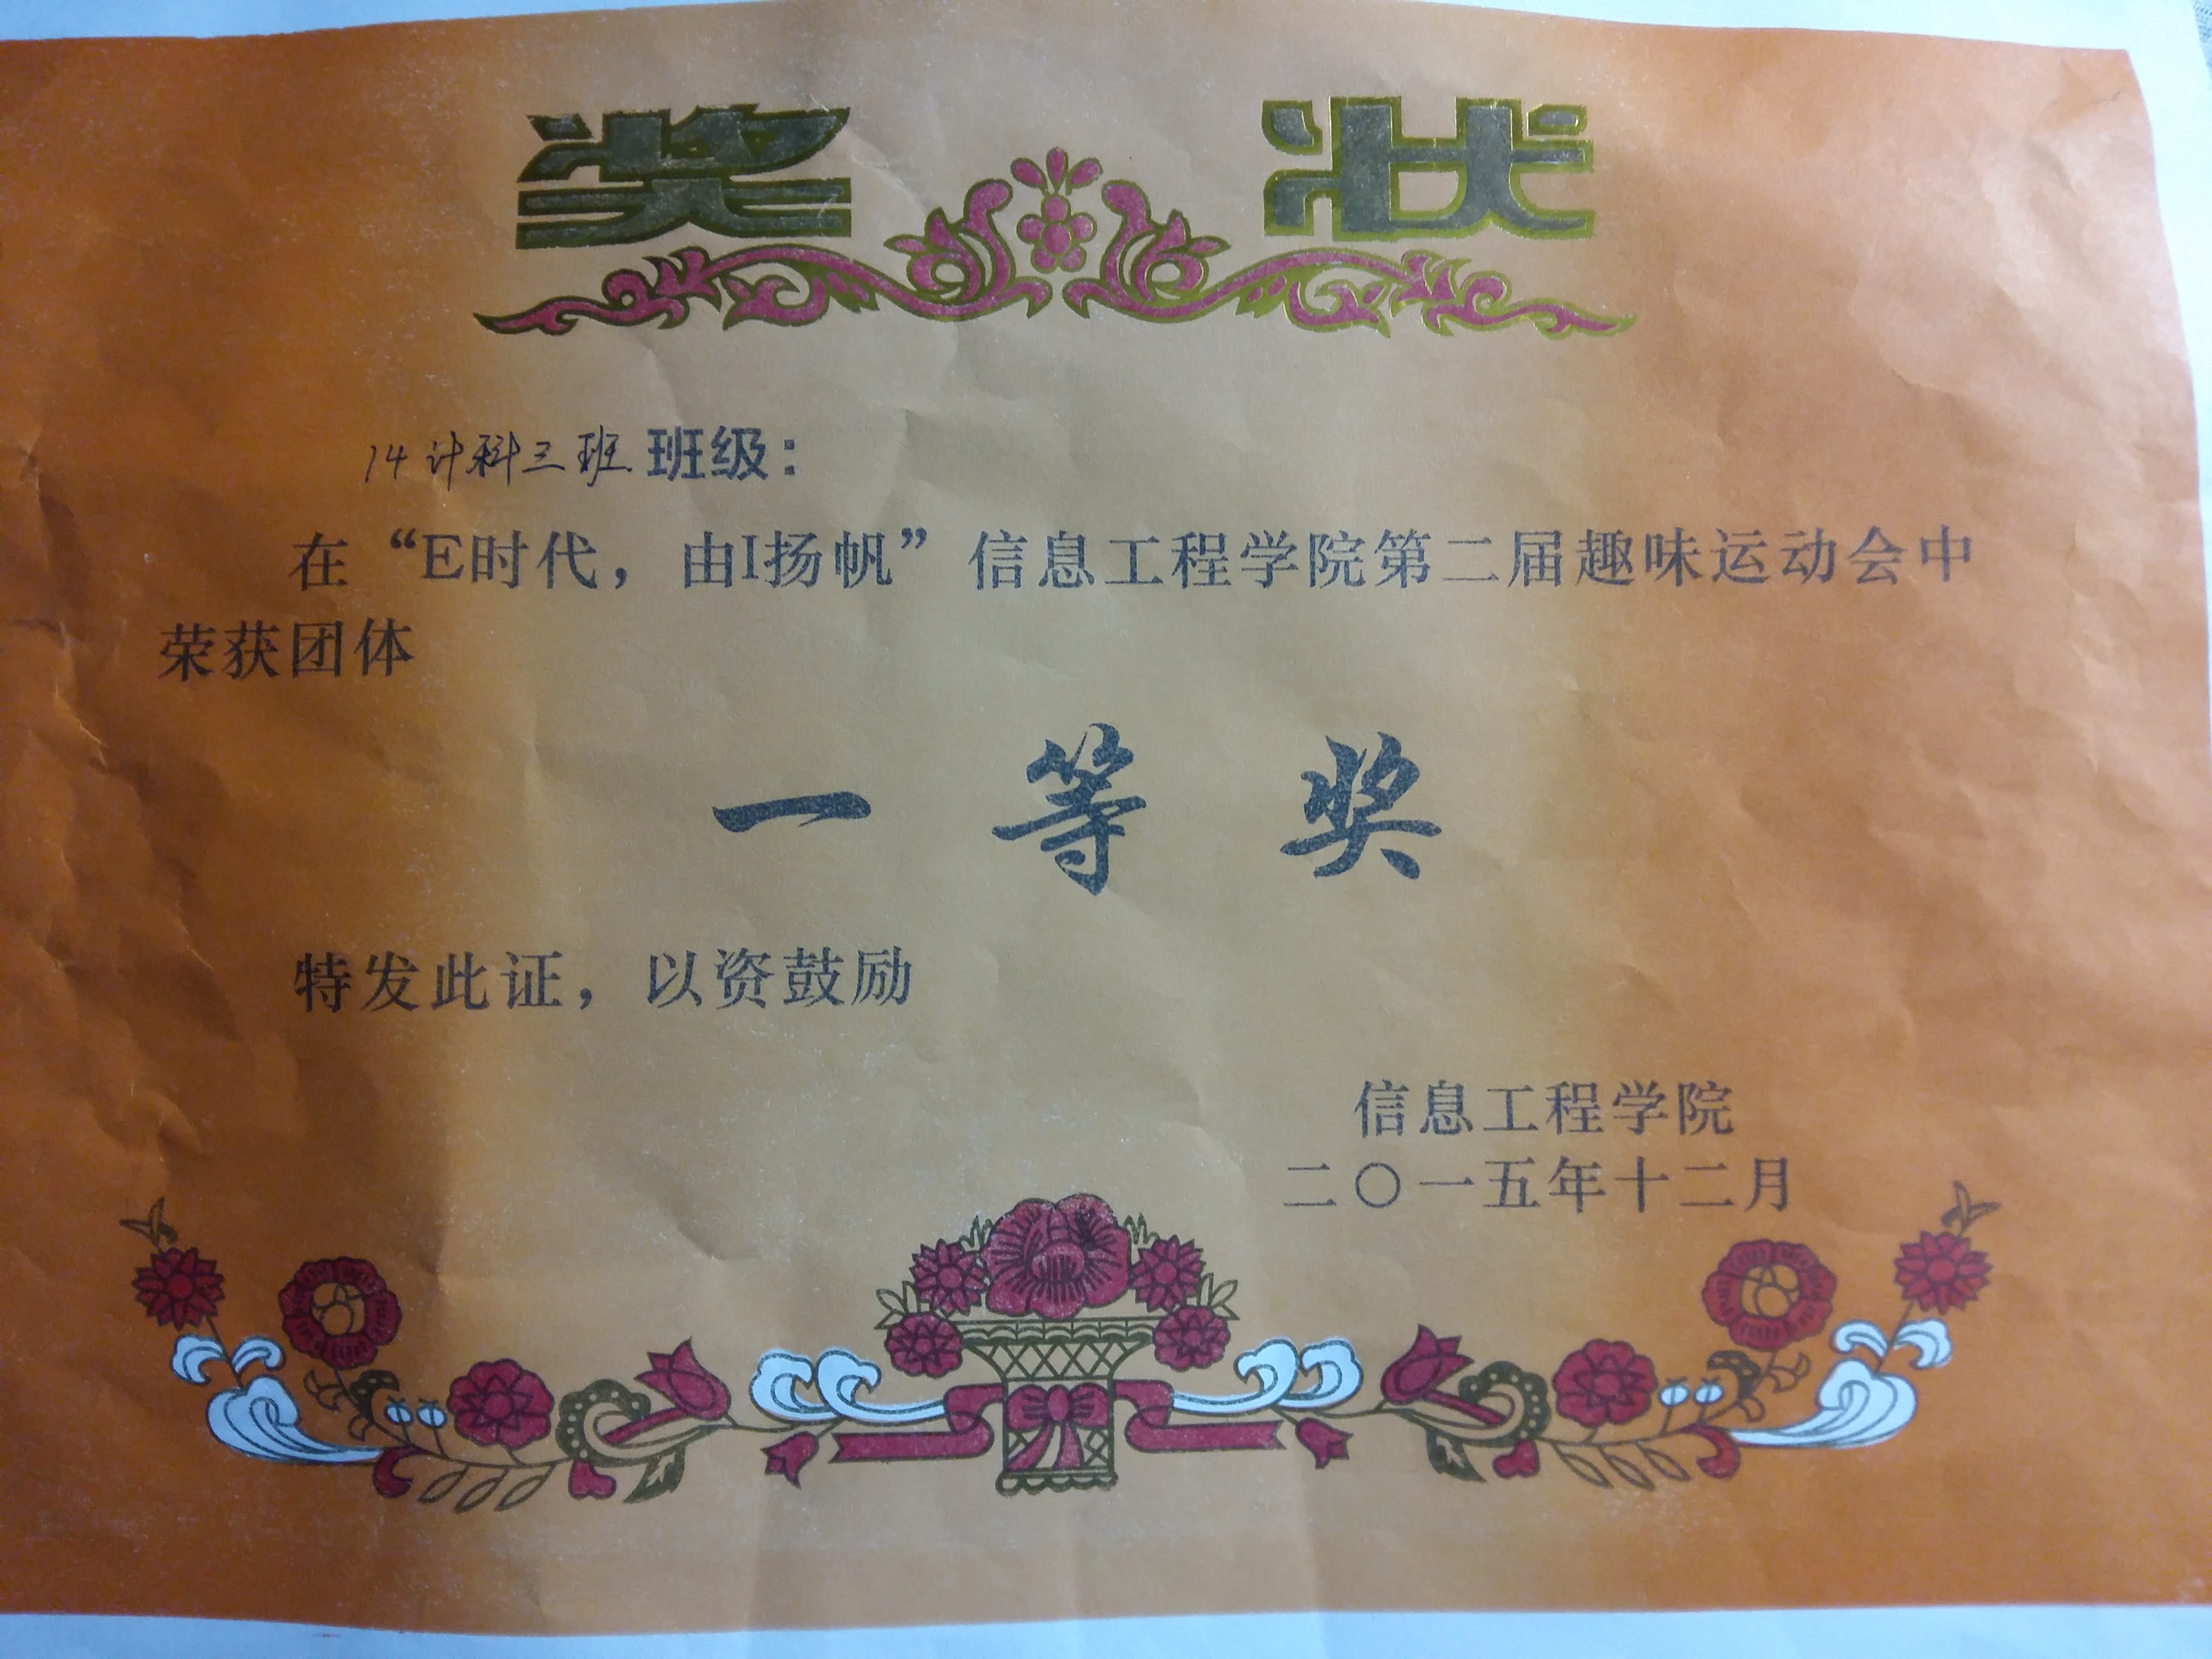 奖状
14计科三班班级：
在“E时代，由I扬帆”信息工程学院第二届趣味运动会中
荣获团体
一等奖
特发此证，以资鼓励
信息工程学院
二〇一五年十二月